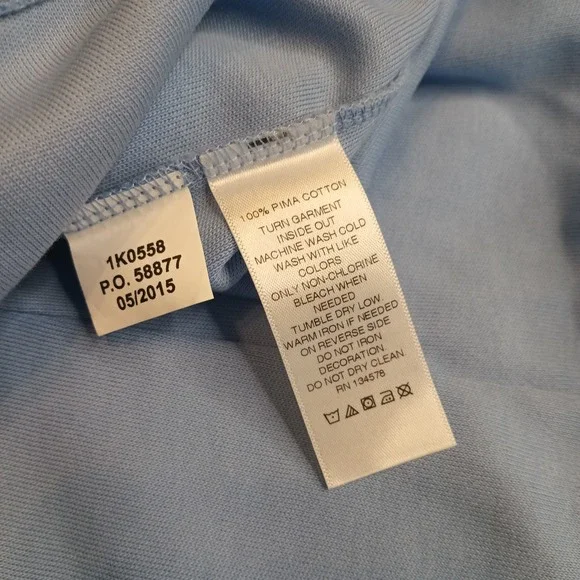 1K0558
P.O. 58877
05/2015
100% PIMA COTTON
TURN GARMENT
INSIDE OUT
MACHINE WASH COLD
WASH WITH LIKE
COLORS
ONLY NON-CHLORINE
BLEACH WHEN
NEEDED
TUMBLE DRY LOW
WARM IRON IF NEEDED
ON REVERSE SIDE
DO NOT IRON
DECORATION.
DO NOT DRY CLEAN.
RN 134578